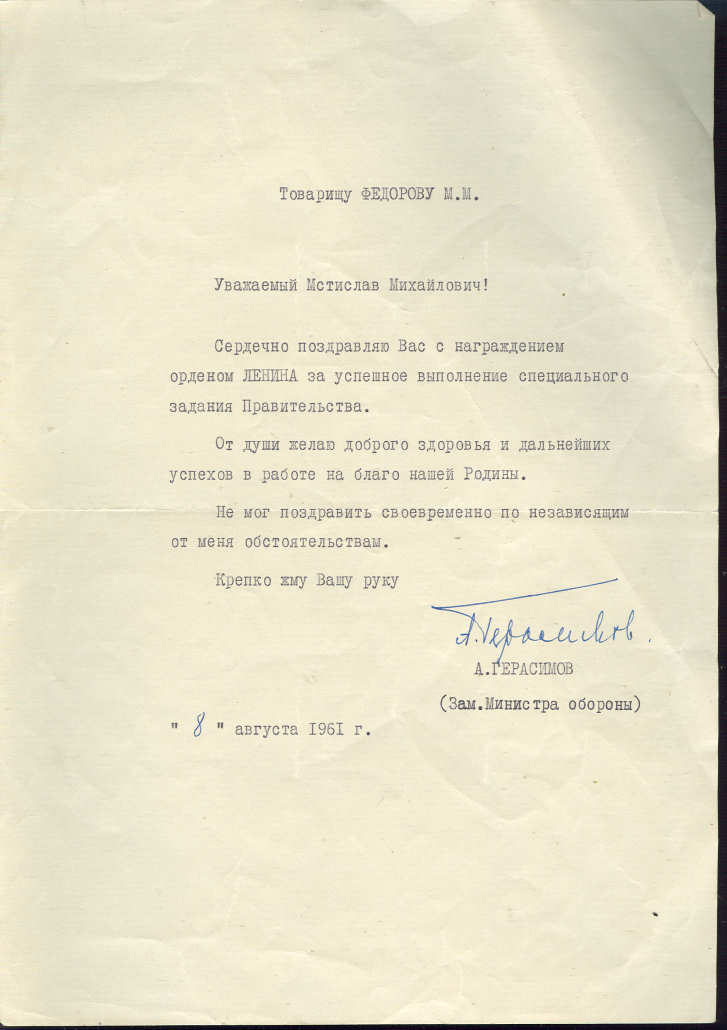 Товарищу ФЕДОРОВУ М.М.
Уважаемый Мстислав Михайлович!
Сердечно поздравляю Вас с награждением
орденом ЛЕНИНА за успешное выполнение специального
задания Правительства.
От души желаю доброго здоровья и дальнейших
успехов в работе на благо нашей Родины.
Не мог поздравить своевременно по независящим
от меня обстоятельствам.
Крепко жму Вашу руку
А.Герасимов.
А.ГЕРАСИМОВ
(Зам.Министра обороны)
" 8 " августа 1961 г.